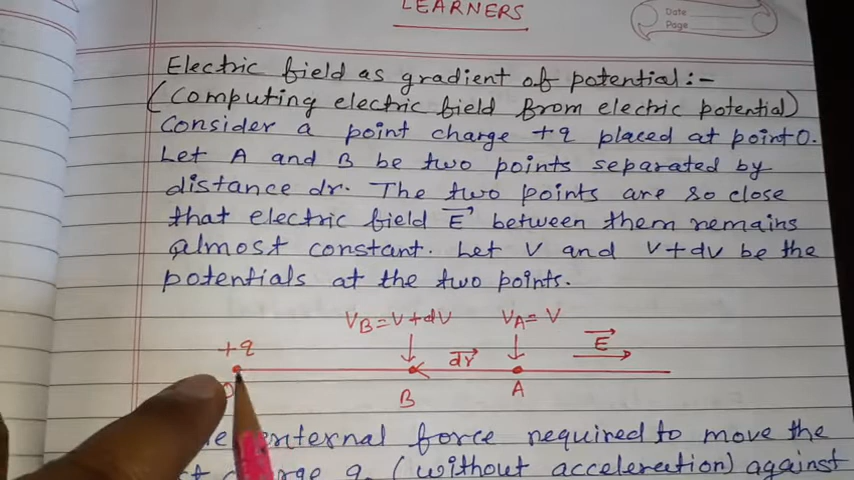 LEARNERS
Date
Page
Electric field as gradient of potential:-
(Computing electric field from electric potential)
Consider a point charge +q placed at point O.
Let A and B be two points separated by
distance dr. The two points are so close
that electric field E⃗ between them remains
almost constant. Let V and V+dV be the
potentials at the two points.
VB=V+dV VA=V
+q E⃗
dr⃗
B A
external force required to move the
charge q (without acceleration) against